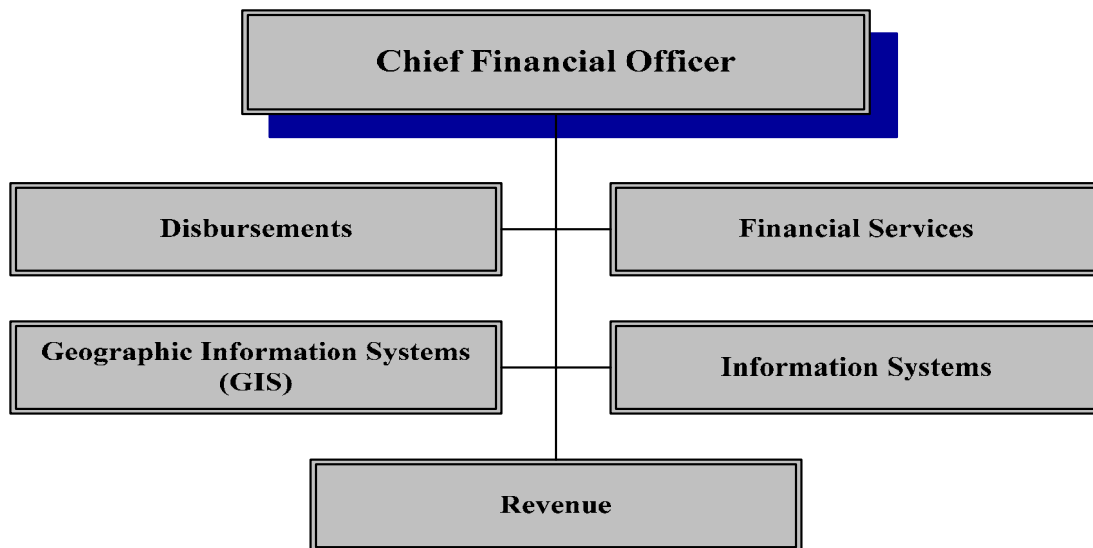 Chief Financial Officer
Disbursements
Financial Services
Geographic Information Systems
(GIS)
Information Systems
Revenue